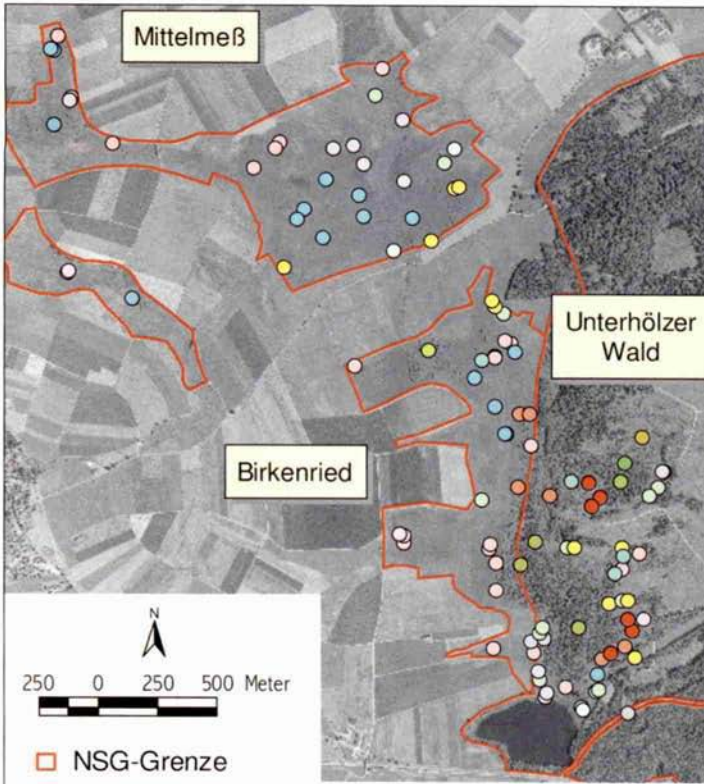 Mittelmeß
Unterhölzer
Wald
Birkenried
N
250 0 250 500 Meter
NSG-Grenze